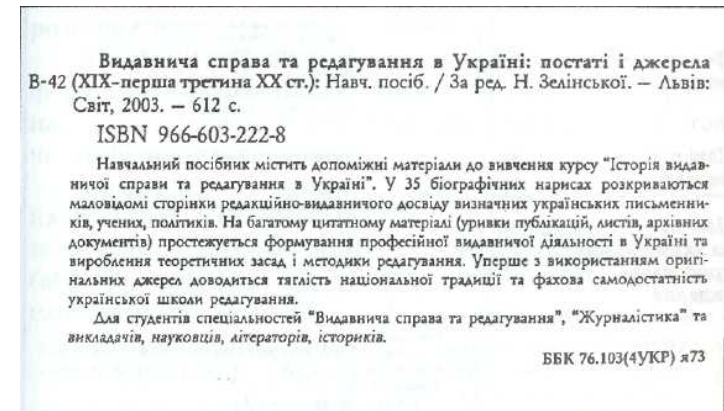 Видавнича справа та редагування в Україні: постаті і джерела
В-42 (XIX–перша третина XX ст.): Навч. посіб. / За ред. Н. Зелінської. — Львів:
Світ, 2003. — 612 с.
ISBN 966-603-222-8
Навчальний посібник містить допоміжні матеріали до вивчення курсу "Історія видав-
ничої справи та редагування в Україні". У 35 біографічних нарисах розкриваються
маловідомі сторінки редакційно-видавничого досвіду визначних українських письменни-
ків, учених, політиків. На багатому цитатному матеріалі (уривки публікацій, листів, архівних
документів) простежується формування професійної видавничої діяльності в Україні та
вироблення теоретичних засад і методики редагування. Уперше з використанням оригі-
нальних джерел доводиться тяглість національної традиції та фахова самодостатність
української школи редагування.
Для студентів спеціальностей "Видавнича справа та редагування", "Журналістика" та
викладачів, науковців, літераторів, істориків.
ББК 76.103(4УКР) я73